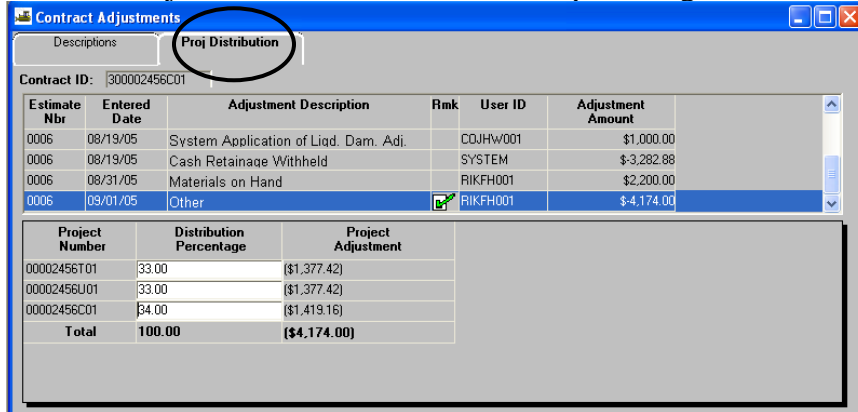 Contract Adjustments
Descriptions Proj Distribution
Contract ID: 300002456C01
Estimate Nbr Entered Date Adjustment Description Rmk User ID Adjustment Amount
0006 08/19/05 System Application of Liqd. Dam. Adj. COJHW001 $1,000.00
0006 08/19/05 Cash Retainage Withheld SYSTEM $-3,282.88
0006 08/31/05 Materials on Hand RIKFH001 $2,200.00
0006 09/01/05 Other RIKFH001 $-4,174.00
Project Number Distribution Percentage Project Adjustment
00002456T01 33.00 ($1,377.42)
00002456U01 33.00 ($1,377.42)
00002456C01 34.00 ($1,419.16)
Total 100.00 ($4,174.00)